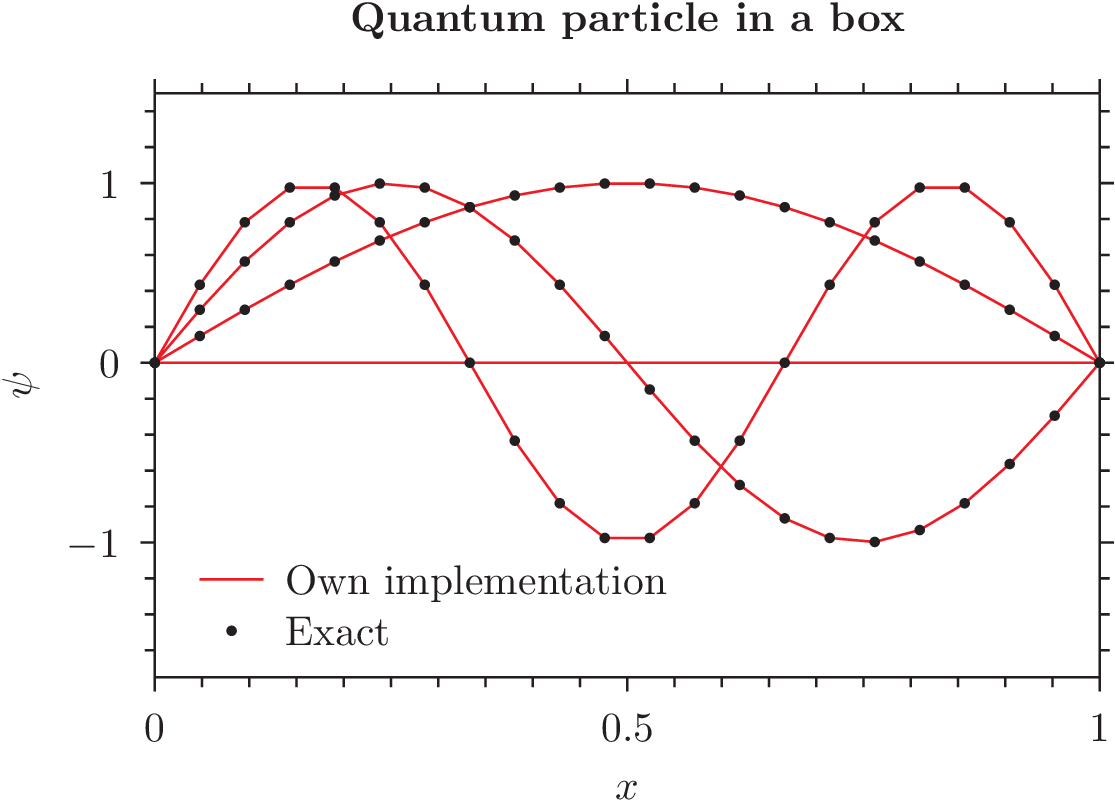 Quantum particle in a box
1
0
−1
ψ
Own implementation
Exact
0
0.5
1
x